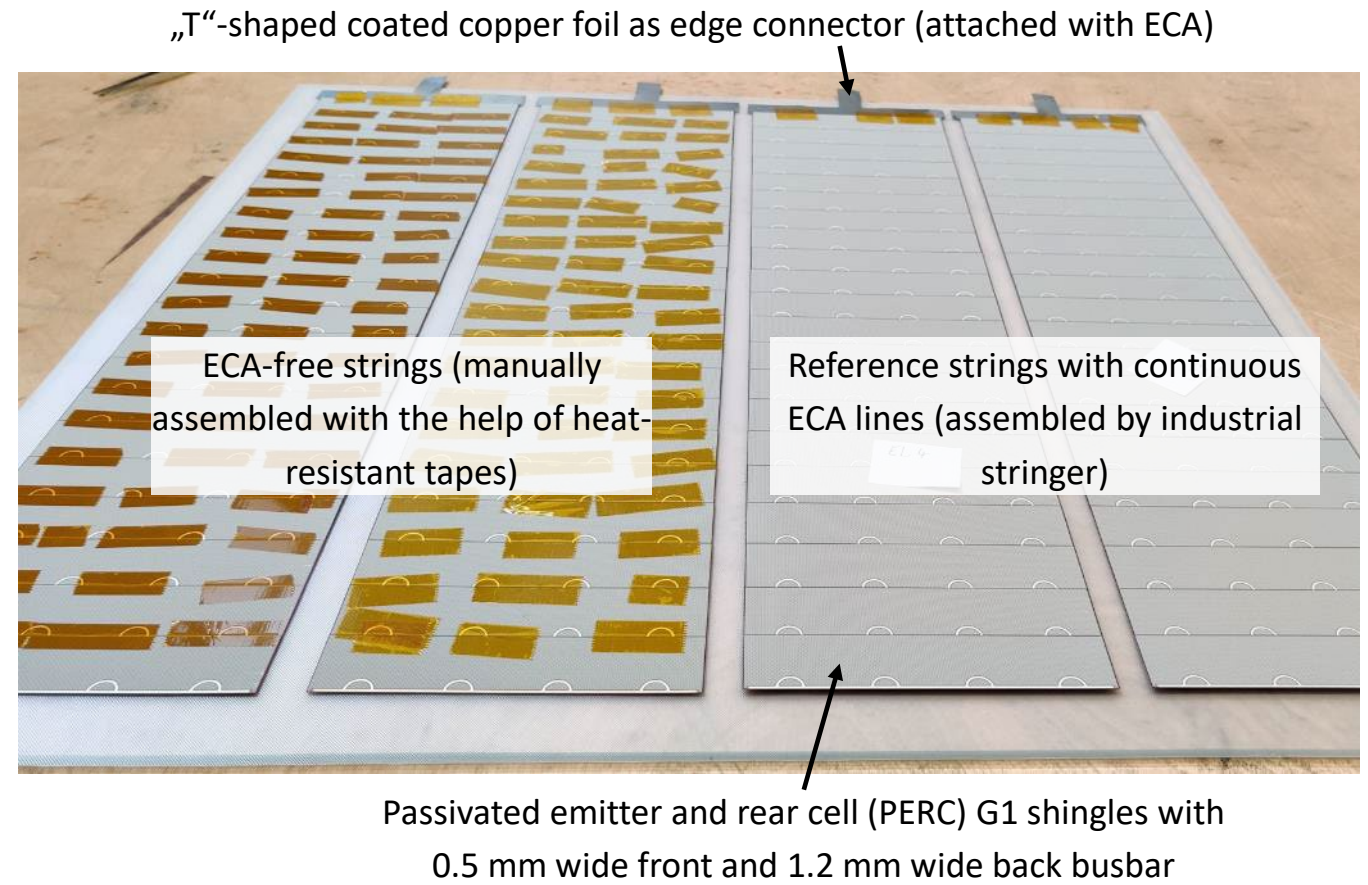 „T“-shaped coated copper foil as edge connector (attached with ECA)
ECA-free strings (manually
assembled with the help of heat-
resistant tapes)
Reference strings with continuous
ECA lines (assembled by industrial
stringer)
Passivated emitter and rear cell (PERC) G1 shingles with
0.5 mm wide front and 1.2 mm wide back busbar